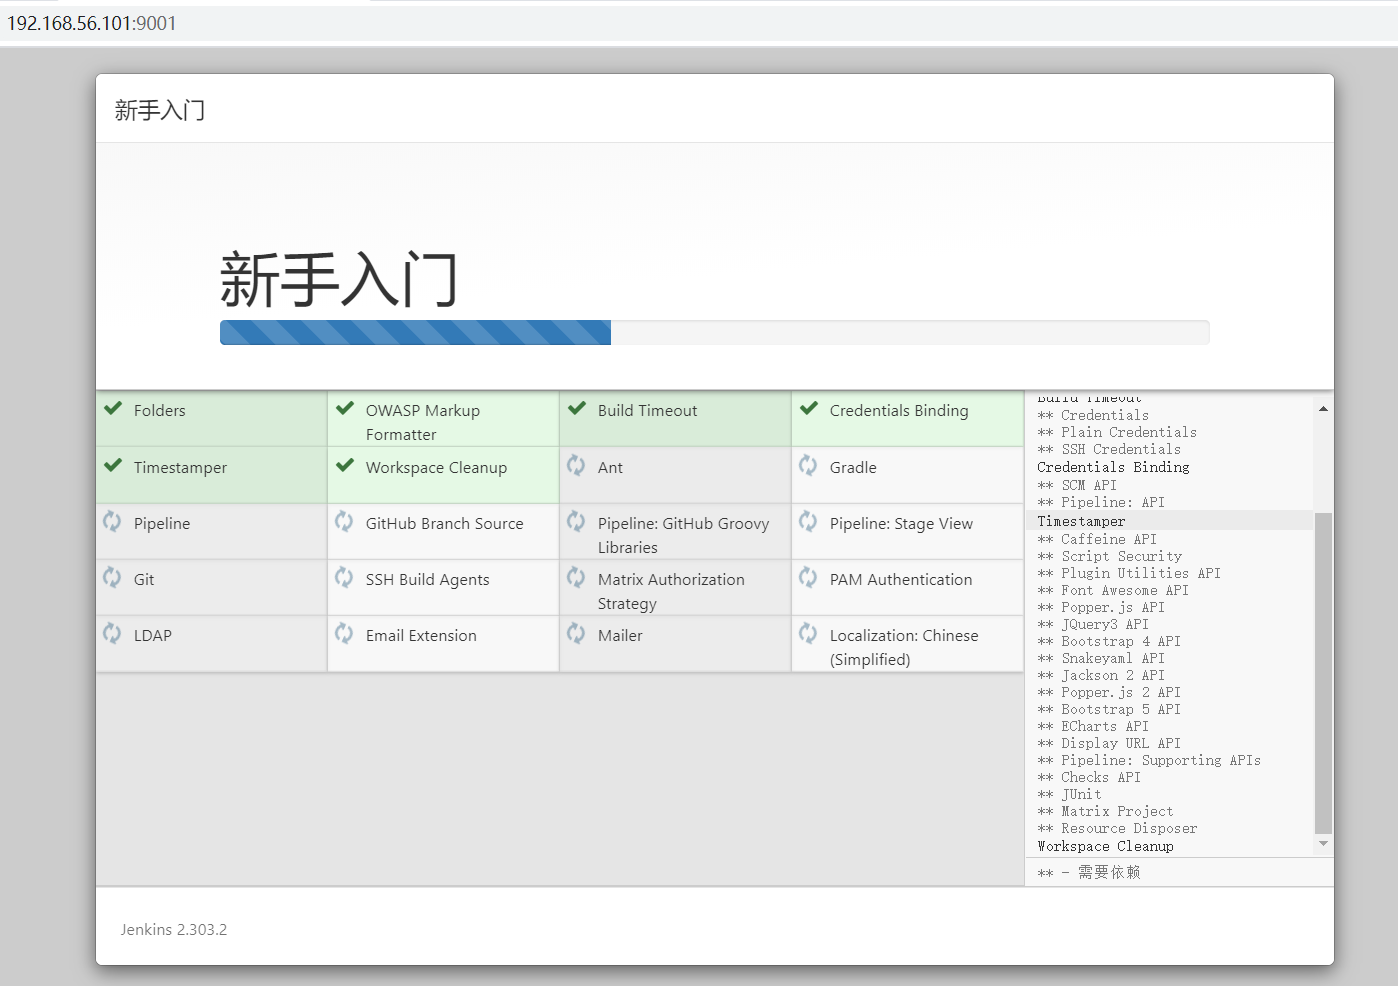 192.168.56.101:9001
新手入门
新手入门
Folders
OWASP Markup
Formatter
Build Timeout
Credentials Binding
Timestamper
Workspace Cleanup
Ant
Gradle
Pipeline
GitHub Branch Source
Pipeline: GitHub Groovy
Libraries
Pipeline: Stage View
Git
SSH Build Agents
Matrix Authorization
Strategy
PAM Authentication
LDAP
Email Extension
Mailer
Localization: Chinese
(Simplified)
Build Timeout
** Credentials
** Plain Credentials
** SSH Credentials
Credentials Binding
** SCM API
** Pipeline: API
Timestamper
** Caffeine API
** Script Security
** Plugin Utilities API
** Font Awesome API
** Popper.js API
** JQuery3 API
** Bootstrap 4 API
** Snakeyaml API
** Jackson 2 API
** Popper.js 2 API
** Bootstrap 5 API
** ECharts API
** Display URL API
** Pipeline: Supporting APIs
** Checks API
** JUnit
** Matrix Project
** Resource Disposer
Workspace Cleanup
** - 需要依赖
Jenkins 2.303.2